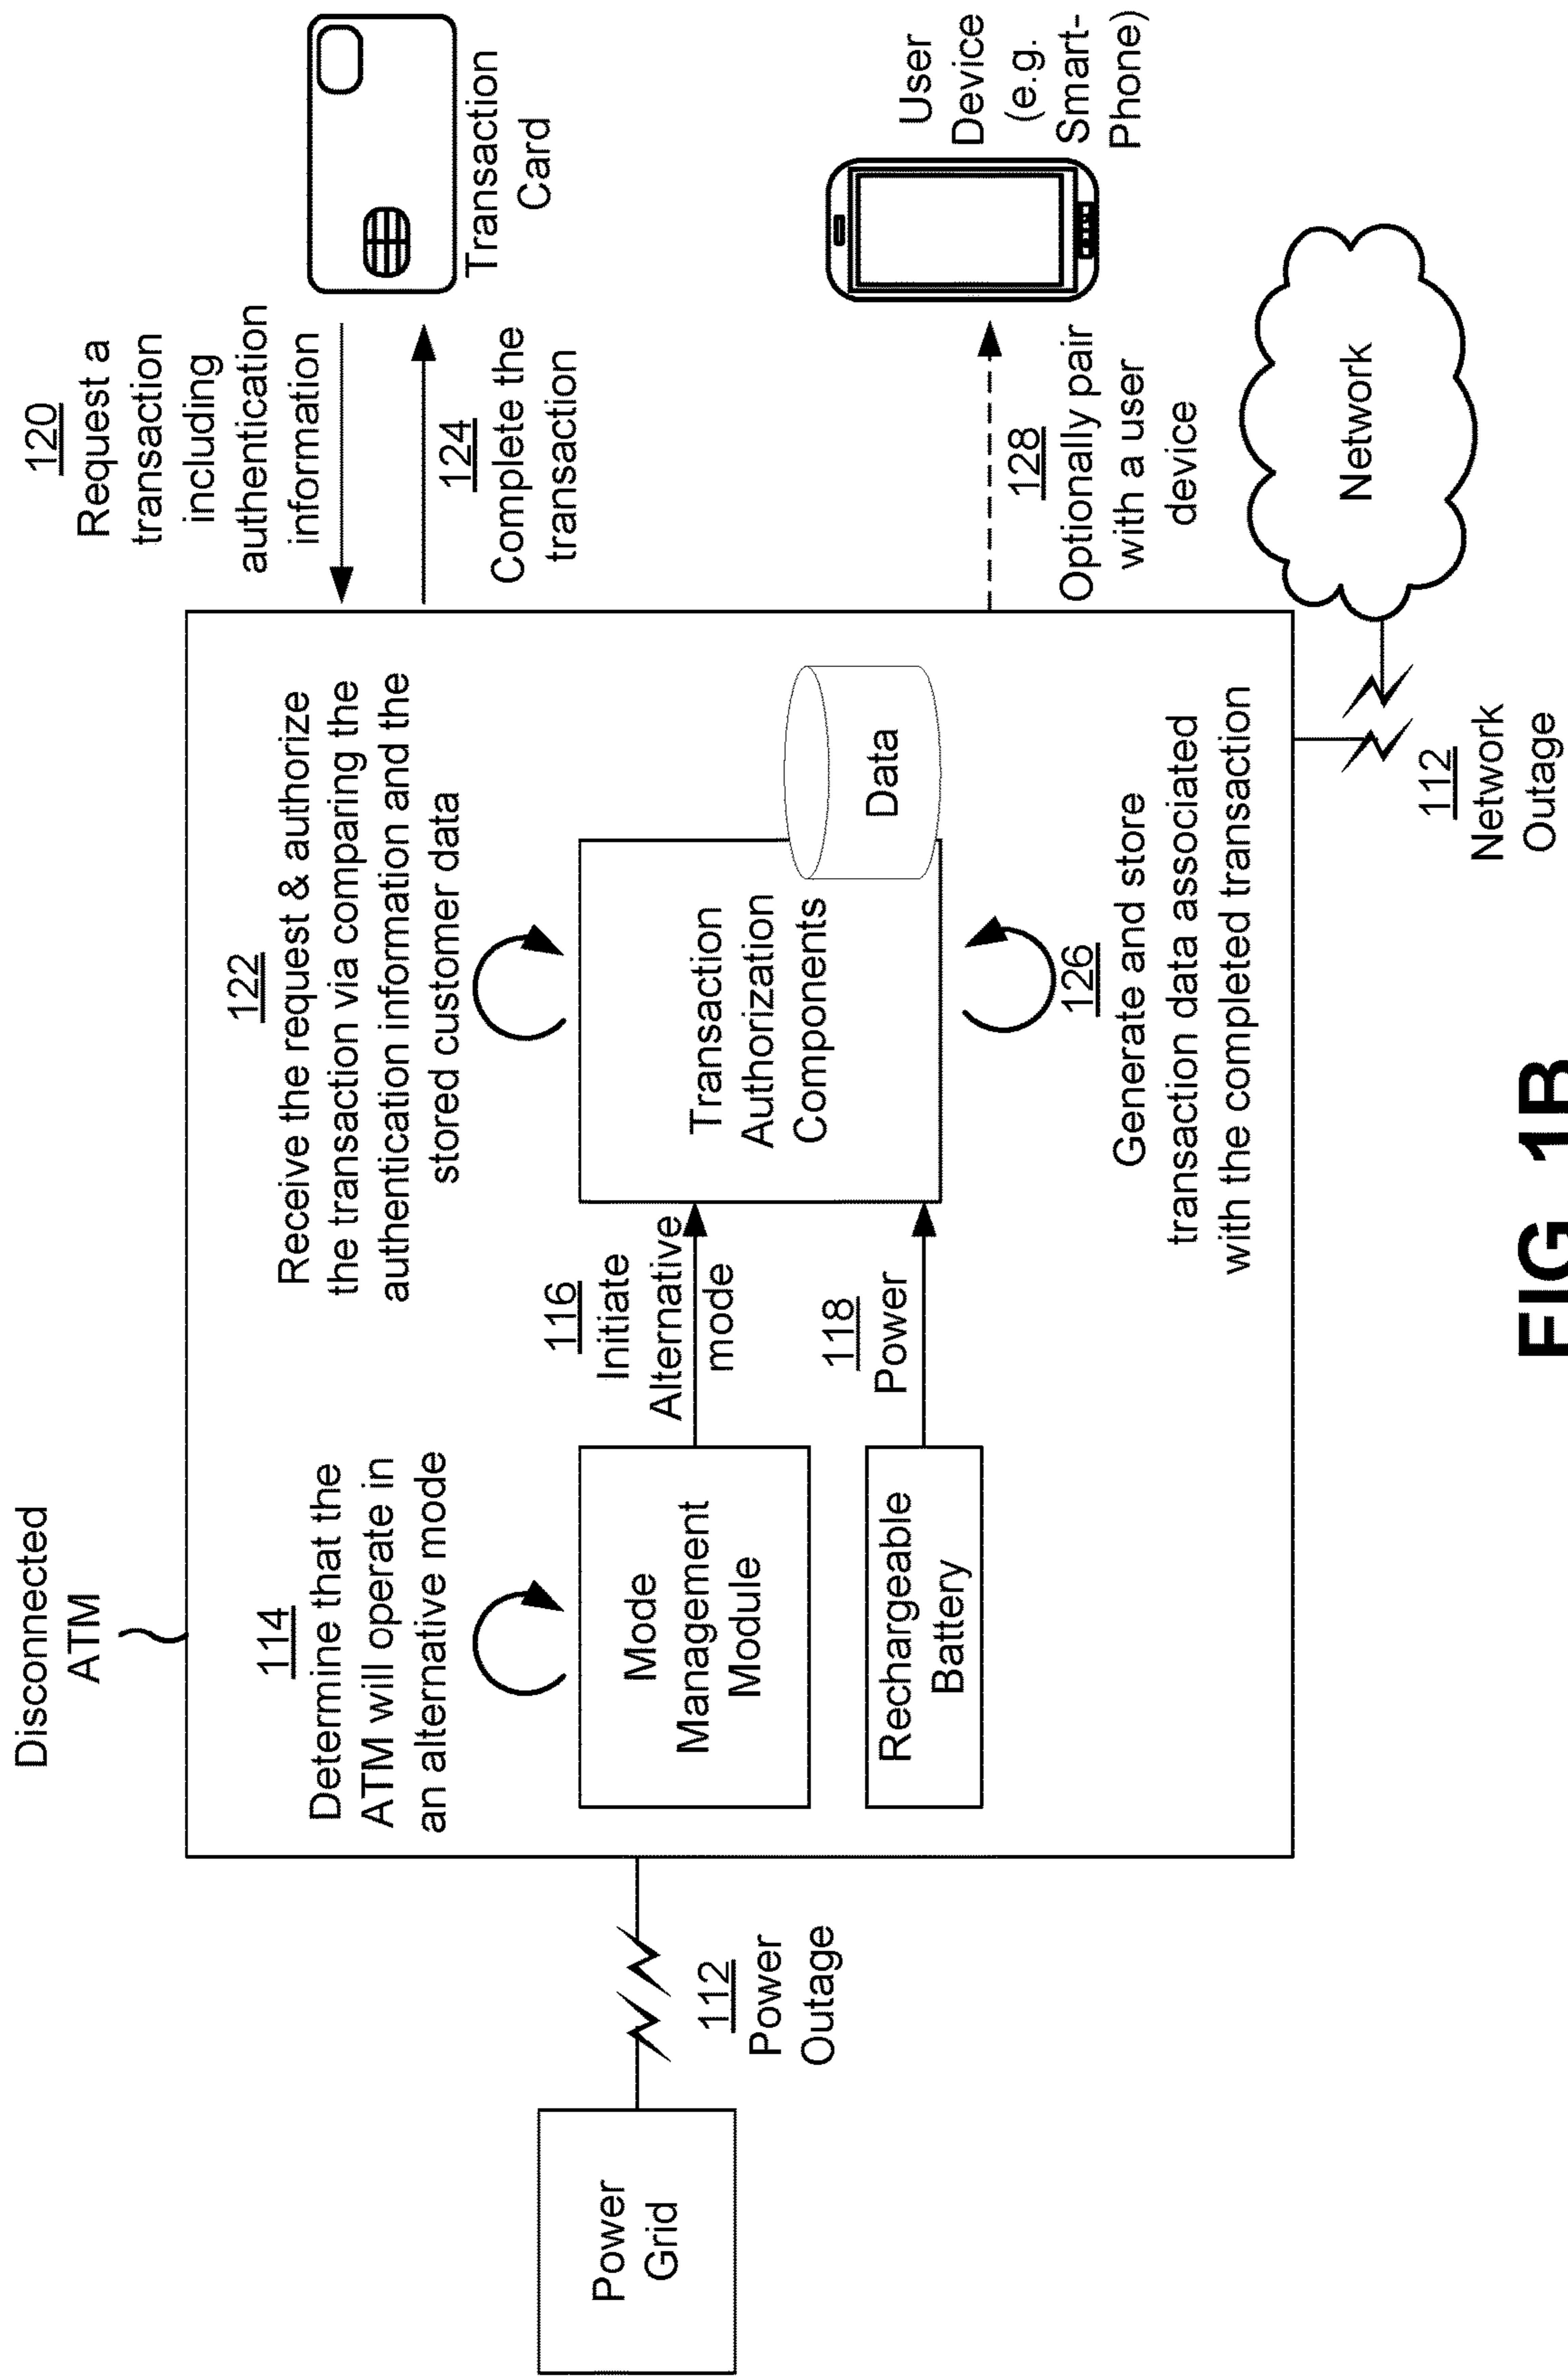 Disconnected
ATM
114
Determine that the
ATM will operate in
an alternative mode
122
Receive the request & authorize
the transaction via comparing the
authentication information and the
stored customer data
120
Request a
transaction
including
authentication
information
124
Complete the
transaction
Transaction
Card
Power
Grid
112
Power
Outage
Mode
Management
Module
116
Initiate
Alternative
mode
Rechargeable
Battery
118
Power
Transaction
Authorization
Components
Data
126
Generate and store
transaction data associated
with the completed transaction
128
Optionally pair
with a user
device
User
Device
(e.g.
Smart-
Phone)
Network
112
Network
Outage
FIG. 1B